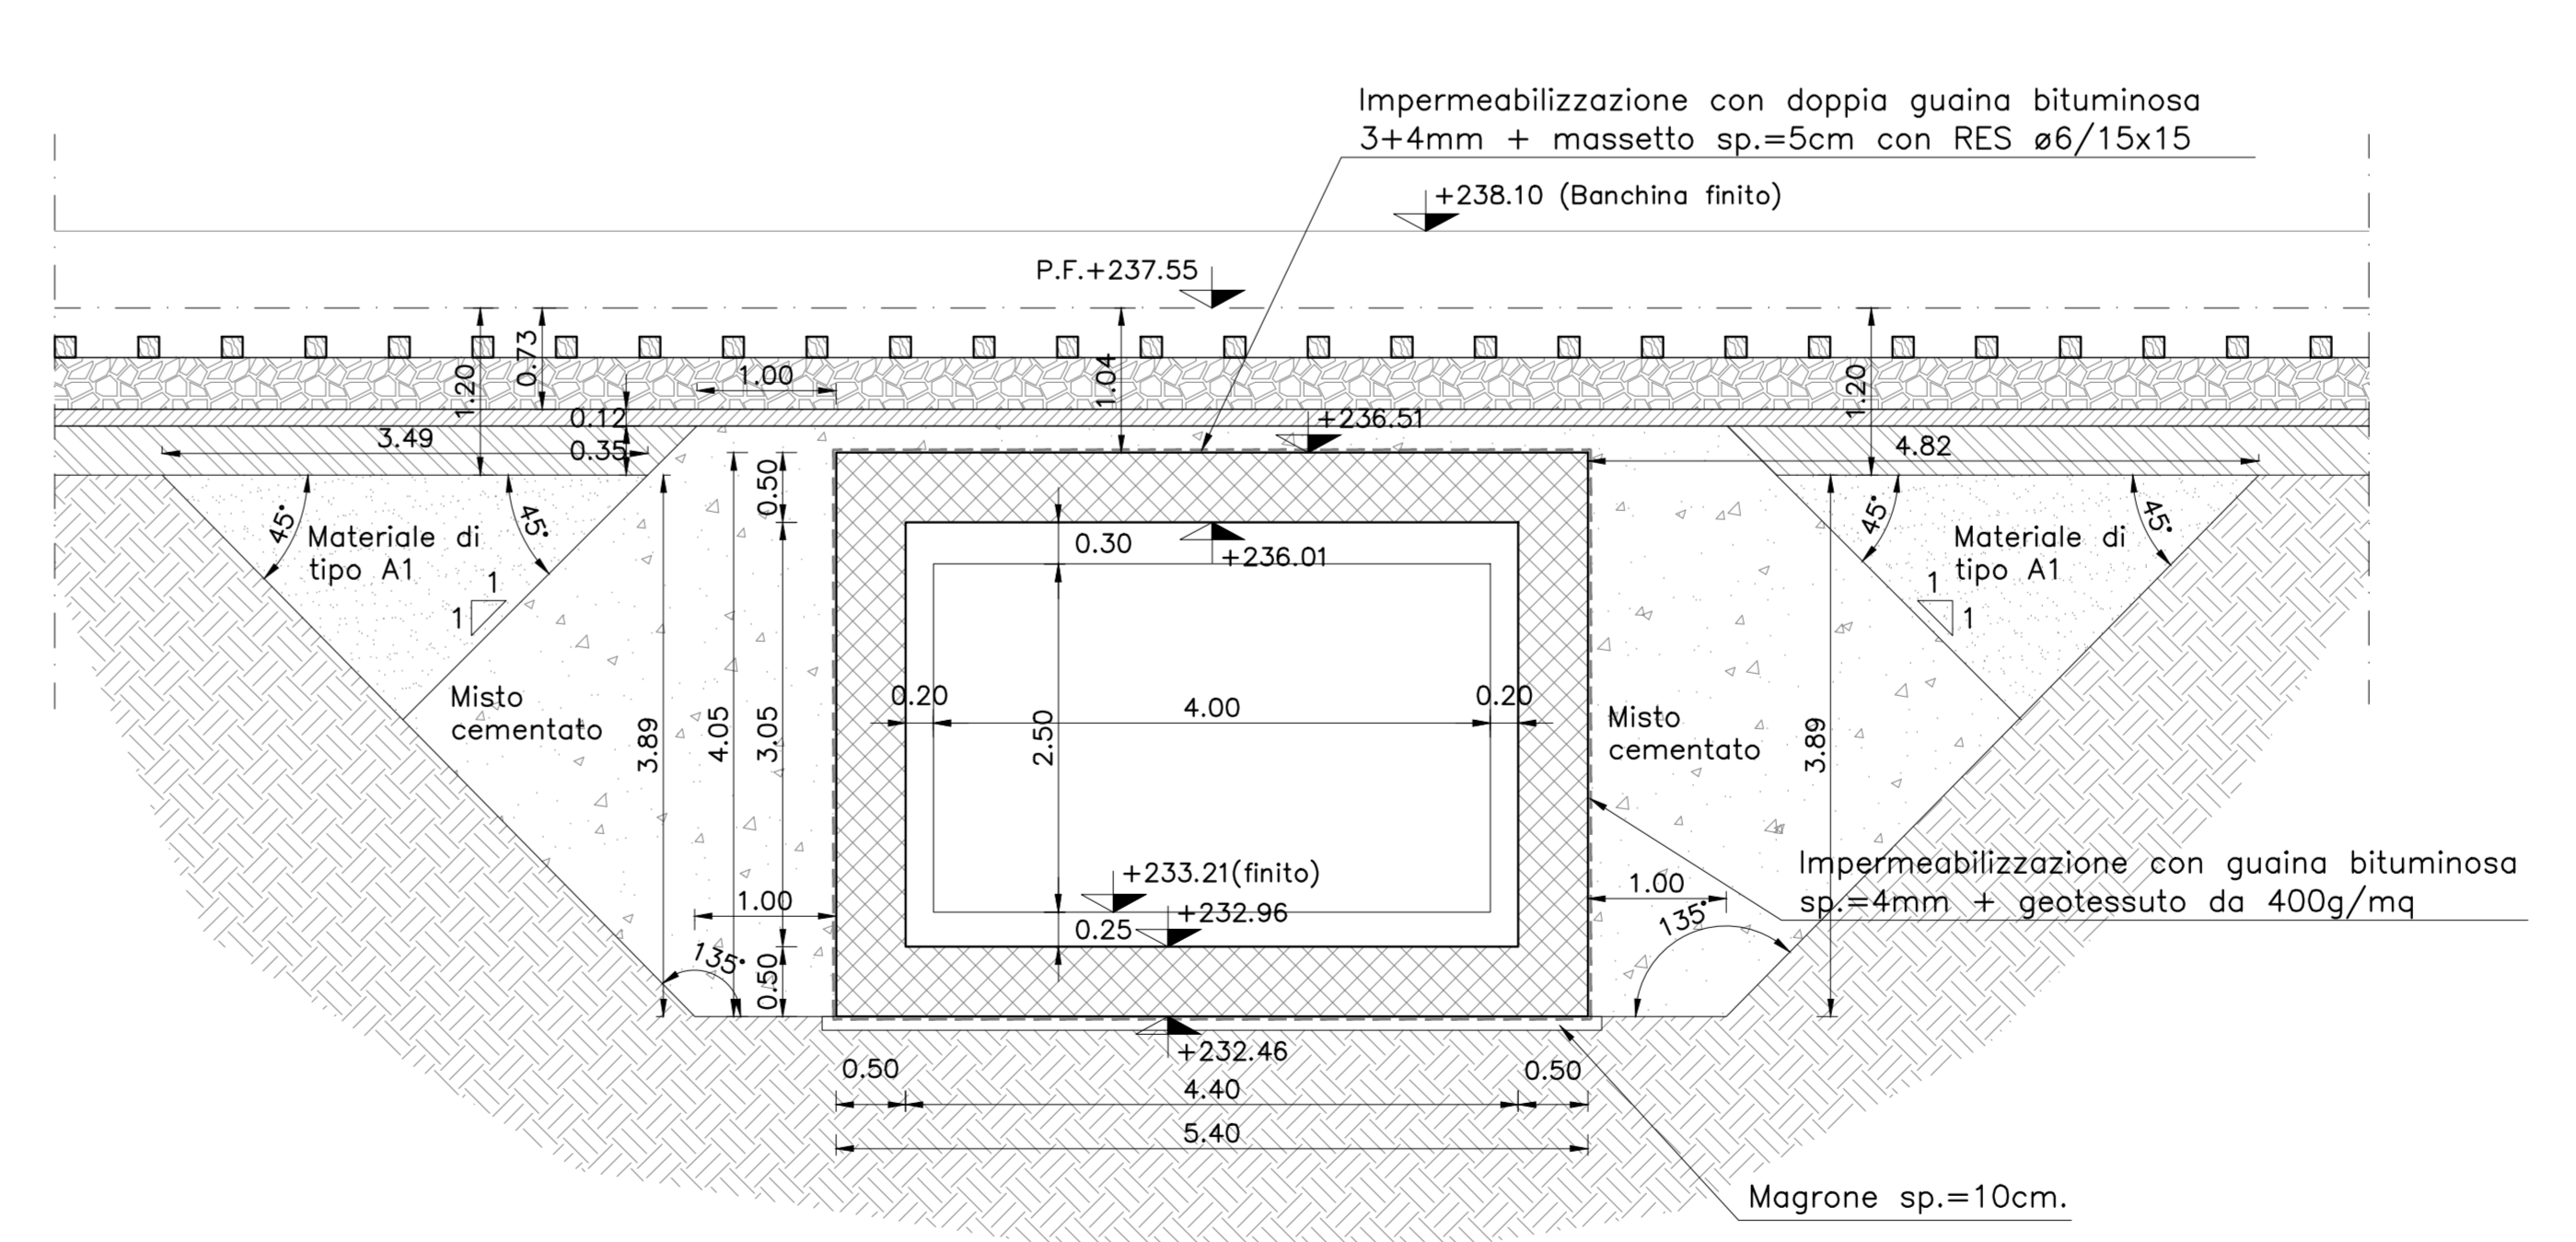 Impermeabilizzazione con doppia guaina bituminosa
3+4mm + massetto sp.=5cm con RES ø6/15x15
+238.10 (Banchina finito)
P.F.+237.55
1.20
0.73
1.00
1.04
1.20
0.12
+236.51
3.49
0.35
4.82
0.50
45°
45°
45°
45°
Materiale di
tipo A1
0.30
+236.01
Materiale di
tipo A1
1
1
1
1
Misto
cementato
3.89
4.05
3.05
0.20
2.50
4.00
0.20
Misto
cementato
3.89
+233.21(finito)
Impermeabilizzazione con guaina bituminosa
sp.=4mm + geotessuto da 400g/mq
1.00
1.00
+232.96
0.25
135°
135°
0.50
+232.46
0.50
0.50
4.40
5.40
Magrone sp.=10cm.